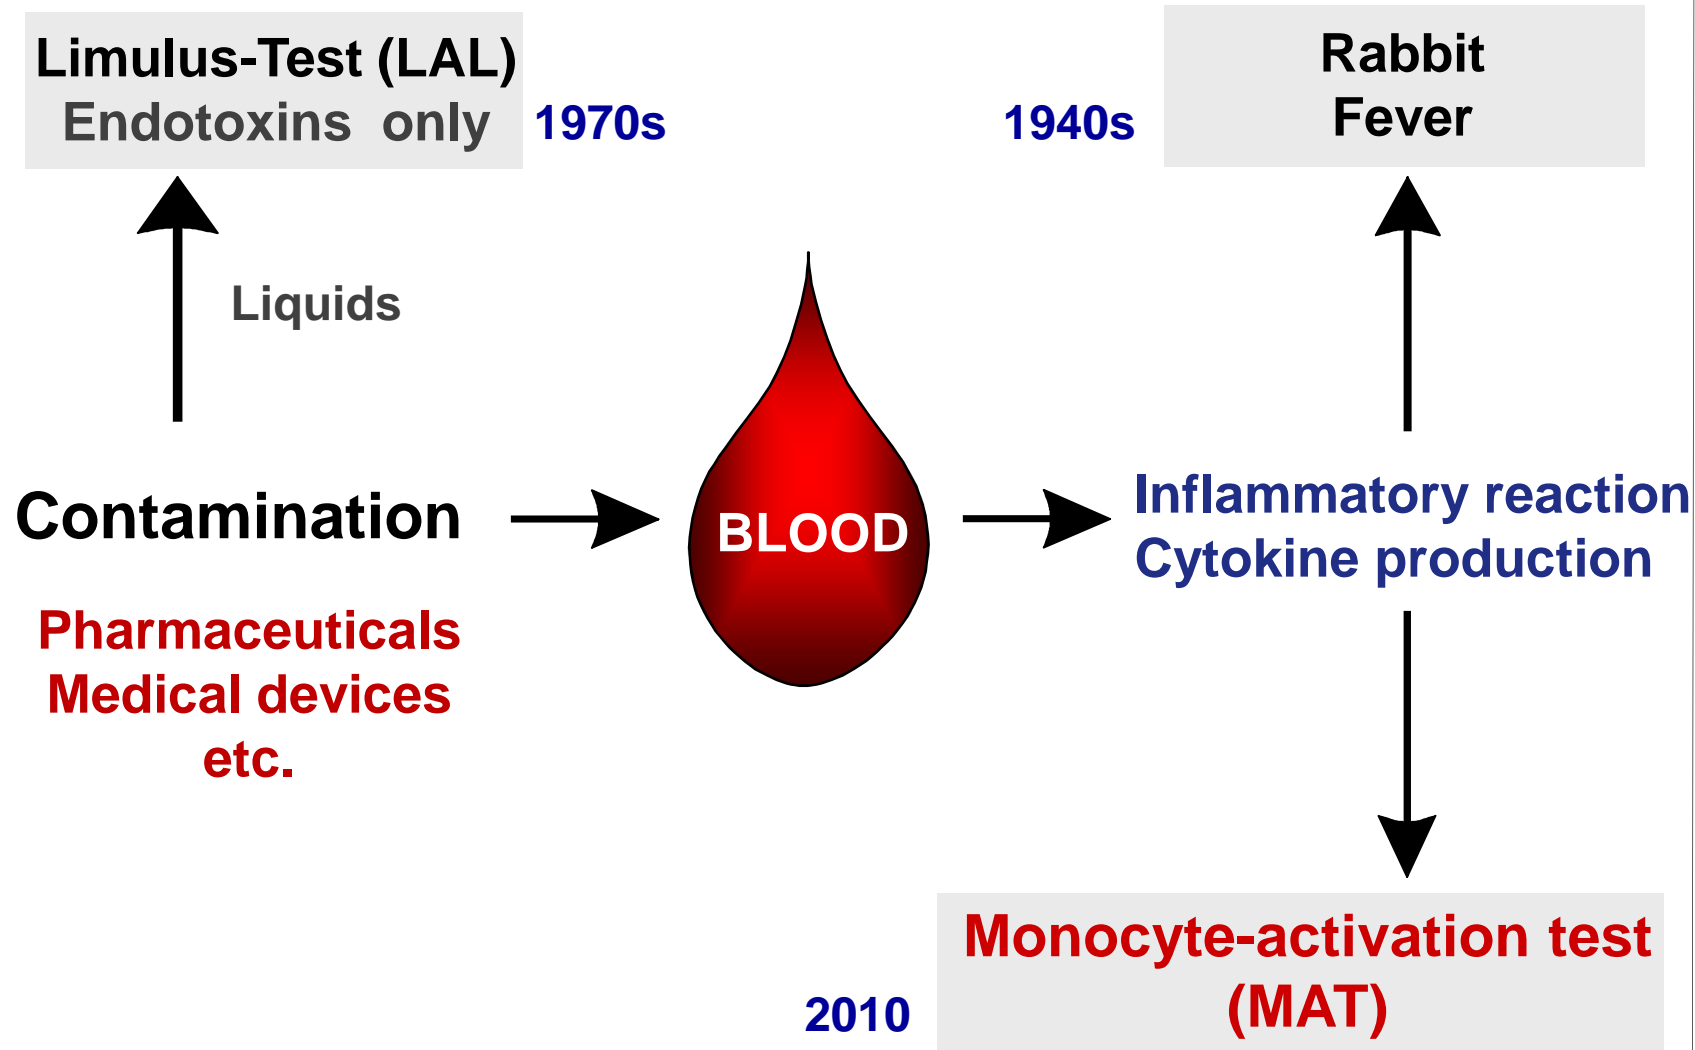 Limulus-Test (LAL)
Endotoxins only
1970s
1940s
Rabbit
Fever
Liquids
Contamination
BLOOD
Inflammatory reaction
Cytokine production
Pharmaceuticals
Medical devices
etc.
Monocyte-activation test
(MAT)
2010